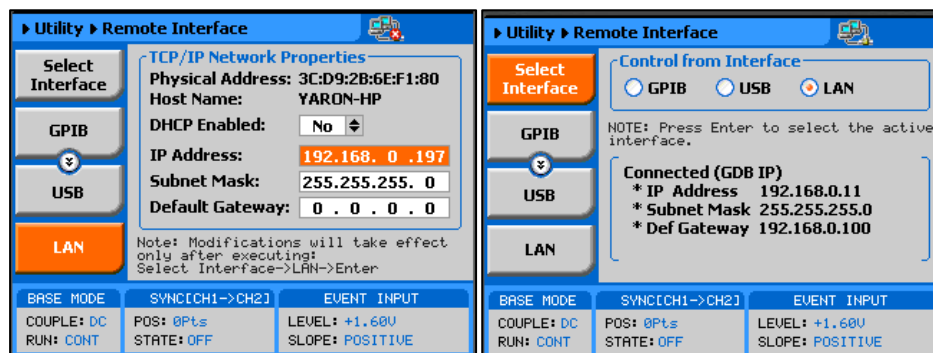 ▸ Utility ▸ Remote Interface
Select
Interface
GPIB
USB
LAN
TCP/IP Network Properties
Physical Address: 3C:D9:2B:6E:F1:80
Host Name: YARON-HP
DHCP Enabled: No
IP Address: 192.168. 0 .197
Subnet Mask: 255.255.255. 0
Default Gateway: 0 . 0 . 0 . 0
Note: Modifications will take effect
only after executing:
Select Interface->LAN->Enter
BASE MODE
COUPLE: DC
RUN: CONT
SYNC[CH1->CH2]
POS: 0Pts
STATE: OFF
EVENT INPUT
LEVEL: +1.60V
SLOPE: POSITIVE
▸ Utility ▸ Remote Interface
Select
Interface
GPIB
USB
LAN
Control from Interface
GPIB USB LAN
NOTE: Press Enter to select the active
interface.
Connected (GDB IP)
* IP Address 192.168.0.11
* Subnet Mask 255.255.255.0
* Def Gateway 192.168.0.100
BASE MODE
COUPLE: DC
RUN: CONT
SYNC[CH1->CH2]
POS: 0Pts
STATE: OFF
EVENT INPUT
LEVEL: +1.60V
SLOPE: POSITIVE